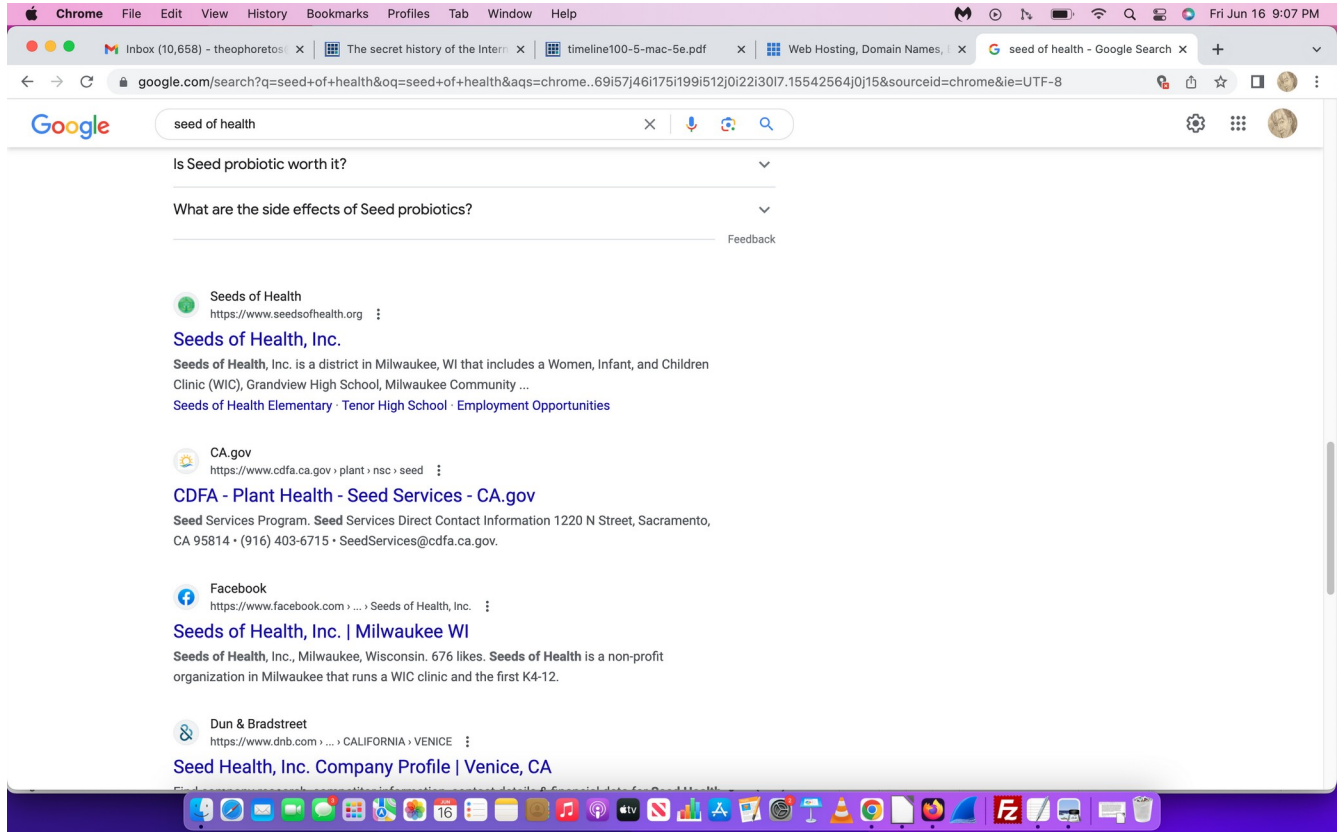 Chrome File Edit View History Bookmarks Profiles Tab Window Help Fri Jun 16 9:07 PM
Inbox (10,658) - theophoretos The secret history of the Intern timeline100-5-mac-5e.pdf Web Hosting, Domain Names, seed of health - Google Search
google.com/search?q=seed+of+health&oq=seed+of+health&aqs=chrome..69i57j46i175i199i512j0i22i30l7.15542564j0j15&sourceid=chrome&ie=UTF-8
Google seed of health
Is Seed probiotic worth it?
What are the side effects of Seed probiotics?
Feedback
Seeds of Health
https://www.seedsofhealth.org
Seeds of Health, Inc.
Seeds of Health, Inc. is a district in Milwaukee, WI that includes a Women, Infant, and Children
Clinic (WIC), Grandview High School, Milwaukee Community ...
Seeds of Health Elementary · Tenor High School · Employment Opportunities
CA.gov
https://www.cdfa.ca.gov › plant › nsc › seed
CDFA - Plant Health - Seed Services - CA.gov
Seed Services Program. Seed Services Direct Contact Information 1220 N Street, Sacramento,
CA 95814 • (916) 403-6715 • SeedServices@cdfa.ca.gov.
Facebook
https://www.facebook.com › ... › Seeds of Health, Inc.
Seeds of Health, Inc. | Milwaukee WI
Seeds of Health, Inc., Milwaukee, Wisconsin. 676 likes. Seeds of Health is a non-profit
organization in Milwaukee that runs a WIC clinic and the first K4-12.
Dun & Bradstreet
https://www.dnb.com › ... › CALIFORNIA › VENICE
Seed Health, Inc. Company Profile | Venice, CA
JUN
16
tv
Fz